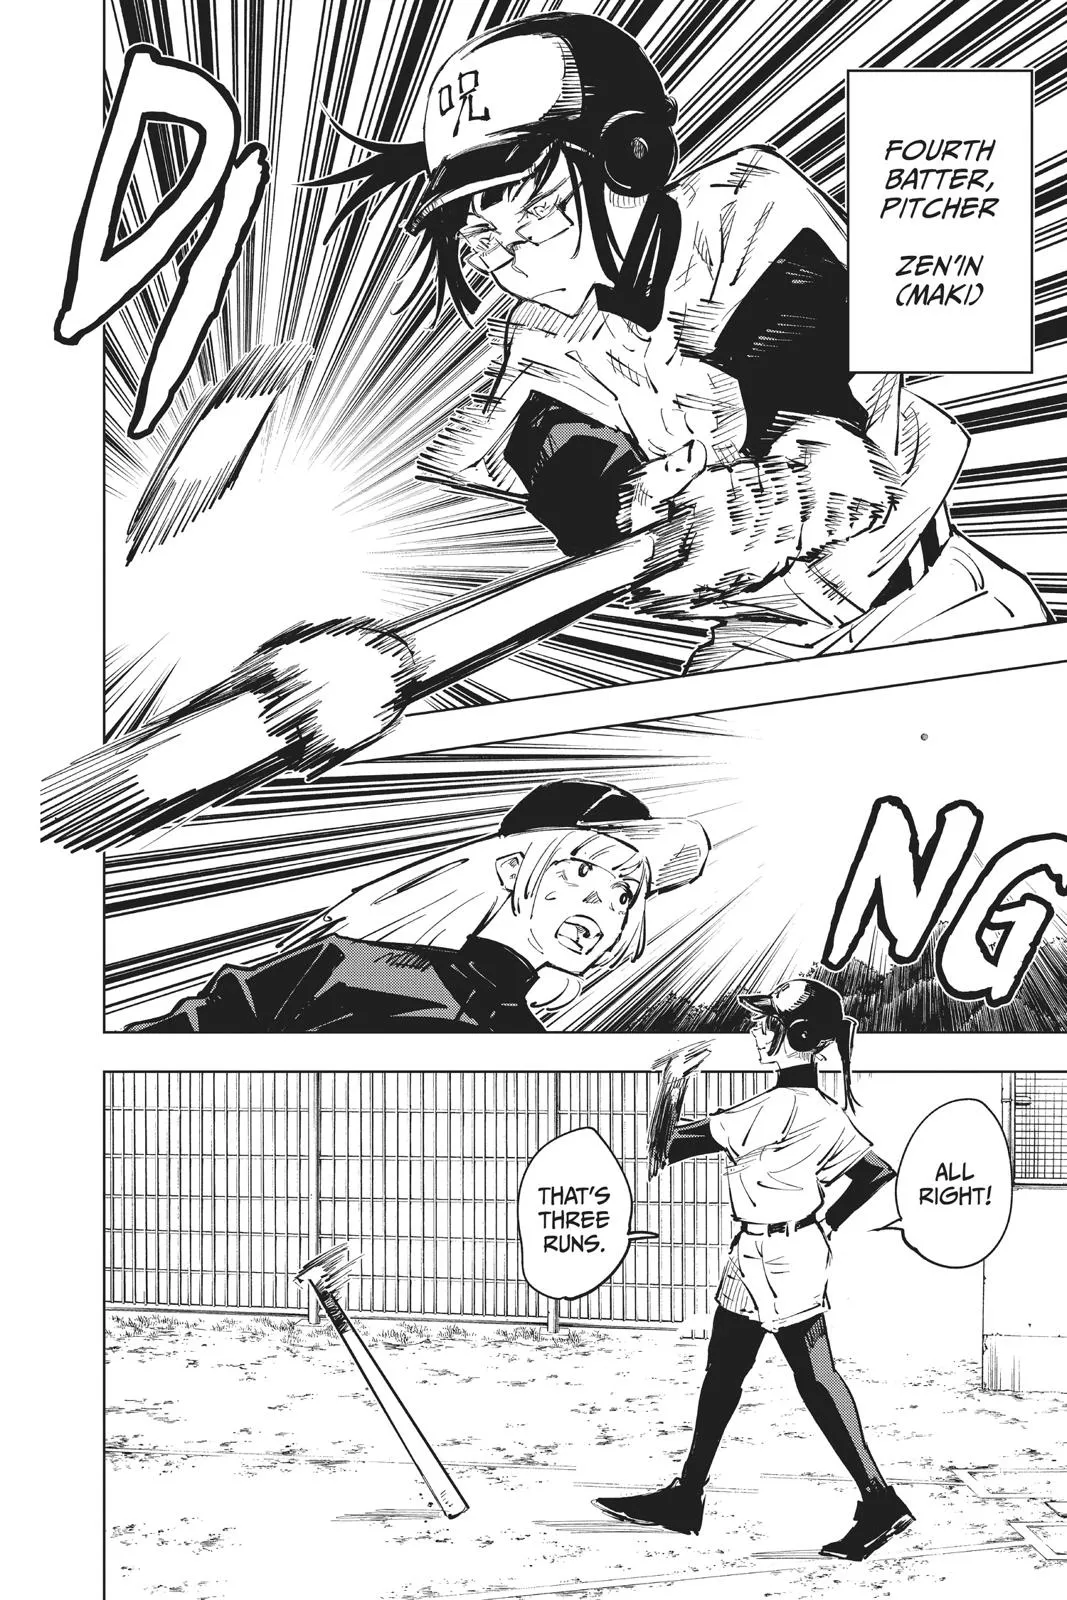 FOURTH
BATTER,
PITCHER
ZEN'IN
(MAKI)
呪
DI
NG
ALL
RIGHT!
THAT'S
THREE
RUNS.